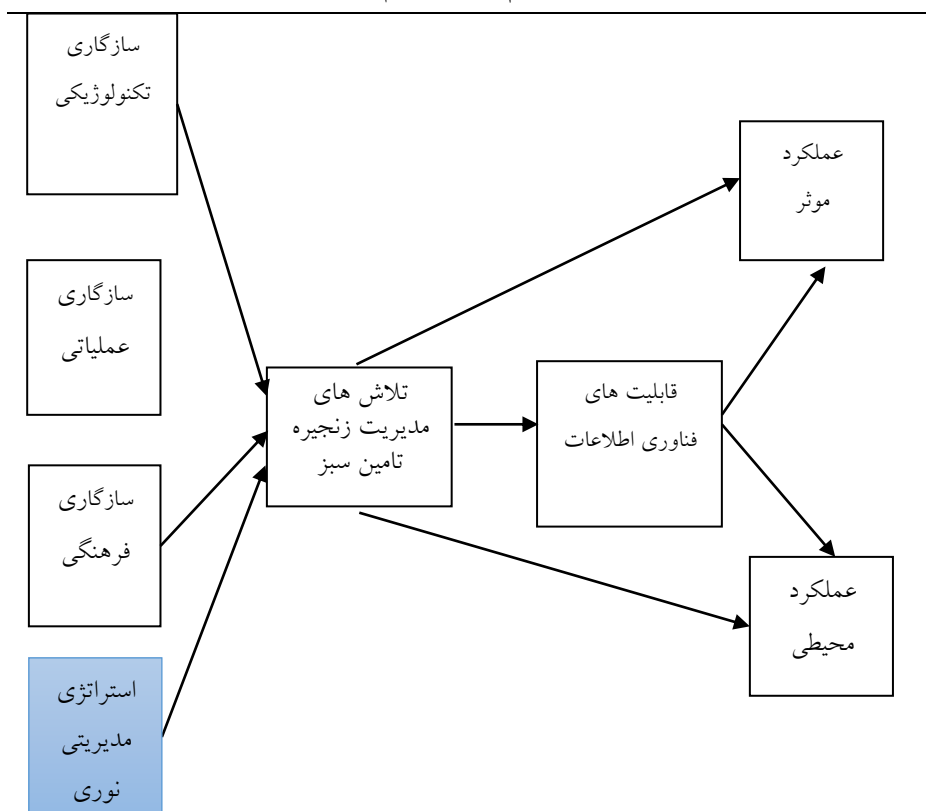 سازگاری
تکنولوژیکی
عملکرد
موثر
سازگاری
عملیاتی
تلاش های
مدیریت زنجیره
تامین سبز
قابلیت های
فناوری اطلاعات
سازگاری
فرهنگی
عملکرد
محیطی
استراتژی
مدیریتی
نوری